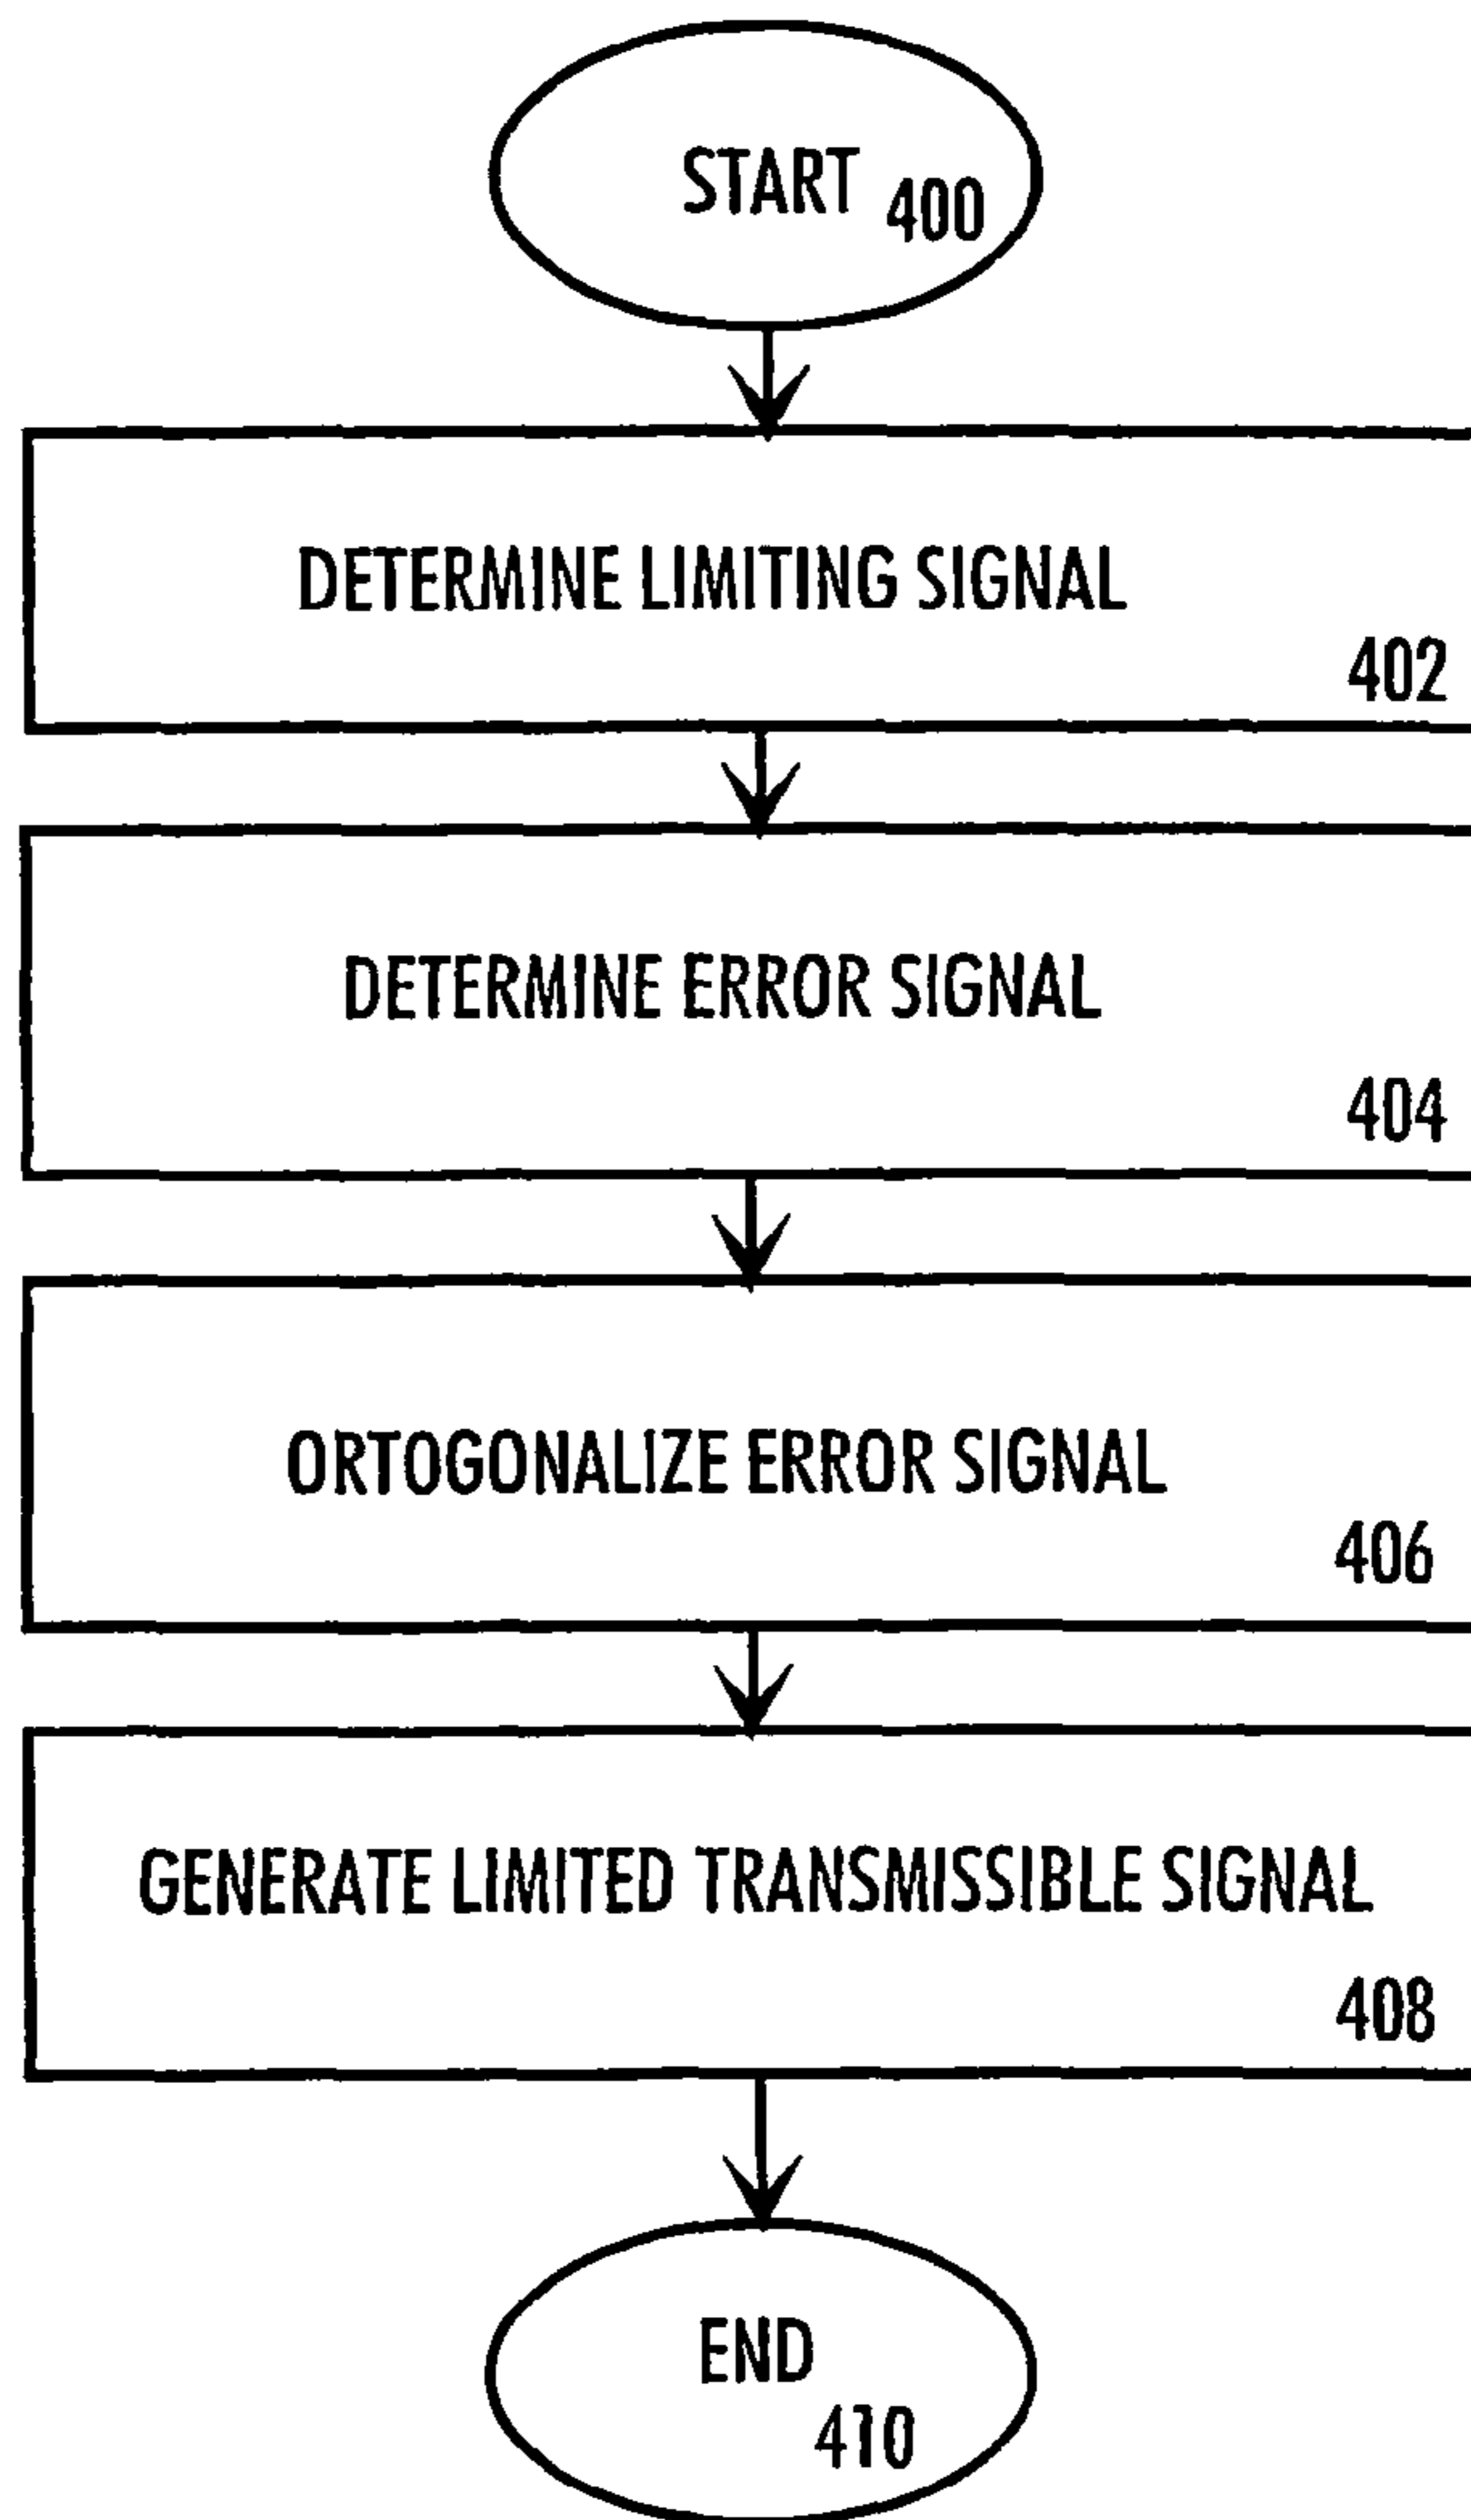 START
400
DETERMINE LIMITING SIGNAL
402
DETERMINE ERROR SIGNAL
404
ORTOGONALIZE ERROR SIGNAL
406
GENERATE LIMITED TRANSMISSIBLE SIGNAL
408
END
410